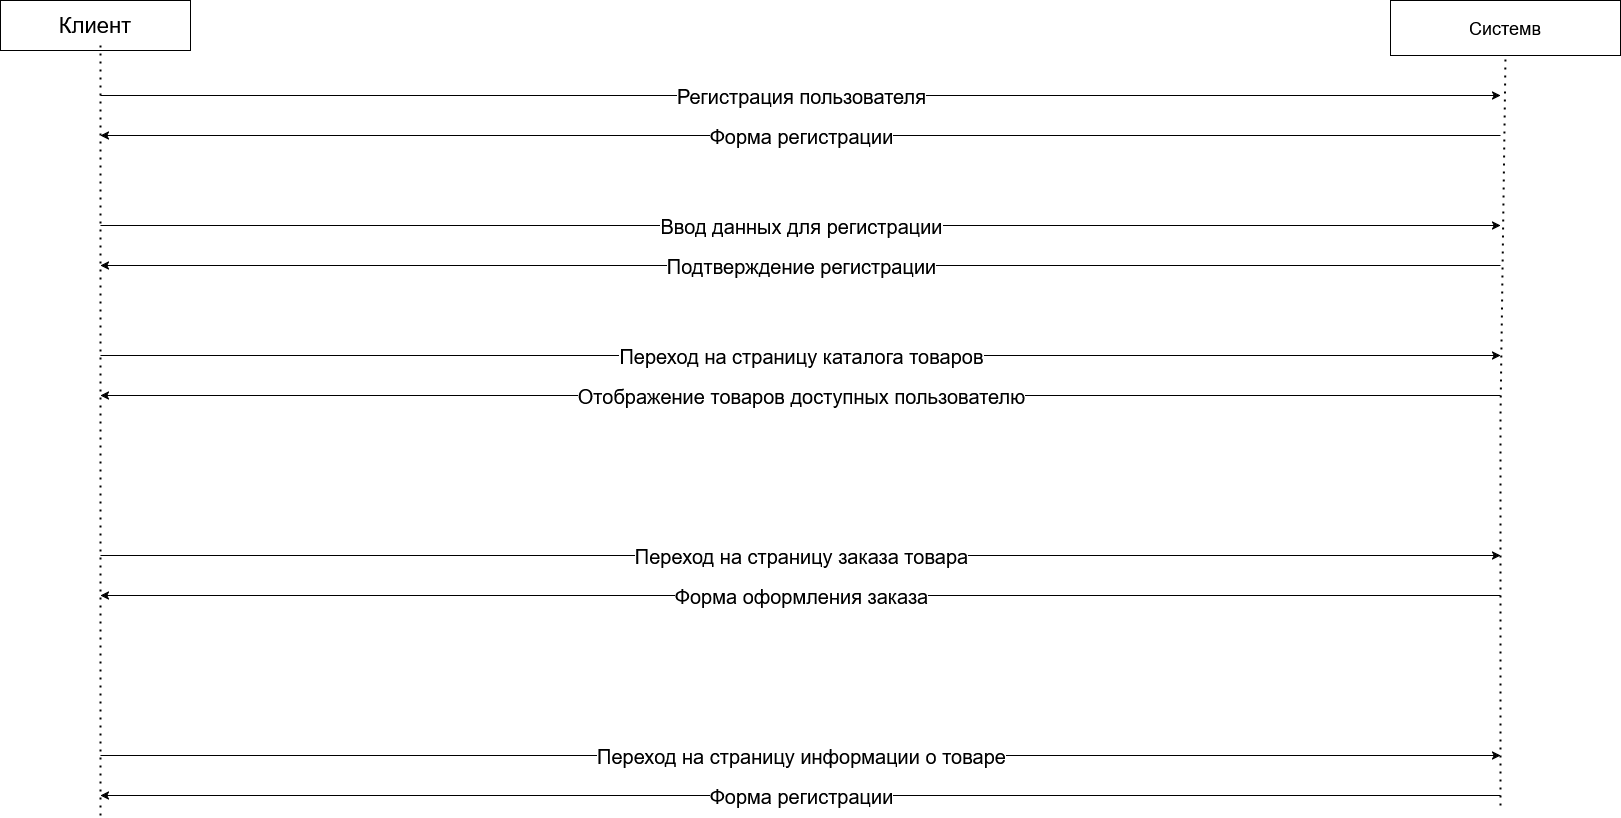 Клиент
Системв
Регистрация пользователя
Форма регистрации
Ввод данных для регистрации
Подтверждение регистрации
Переход на страницу каталога товаров
Отображение товаров доступных пользователю
Переход на страницу заказа товара
Форма оформления заказа
Переход на страницу информации о товаре
Форма регистрации